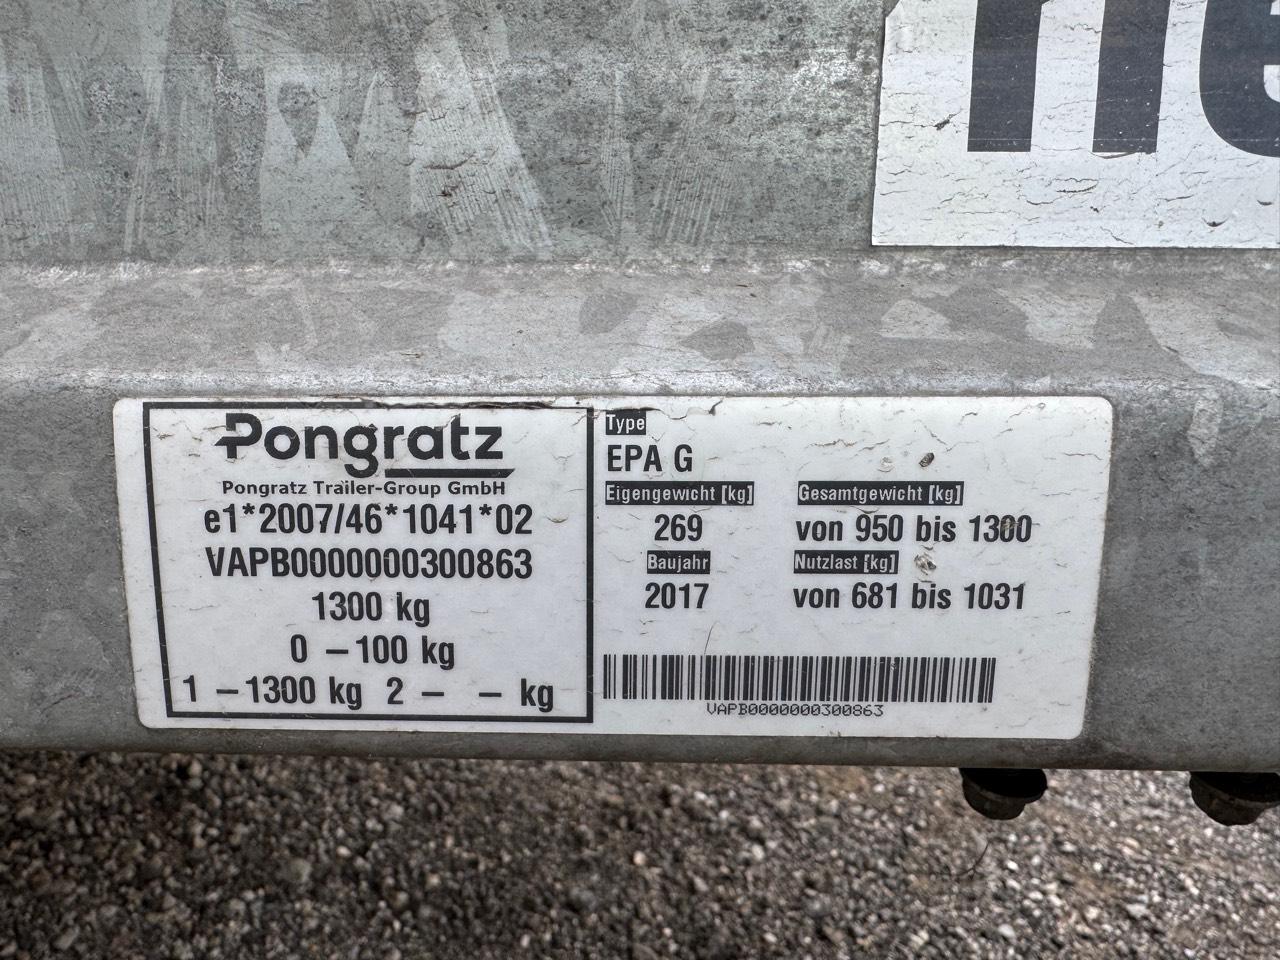 ne
Pongratz
Pongratz Trailer-Group GmbH
e1*2007/46*1041*02
VAPB0000000300863
1300 kg
0 – 100 kg
1 – 1300 kg 2 – – kg
Type
EPA G
Eigengewicht [kg] Gesamtgewicht [kg]
269 von 950 bis 1300
Baujahr Nutzlast [kg]
2017 von 681 bis 1031
VAPB0000000300863